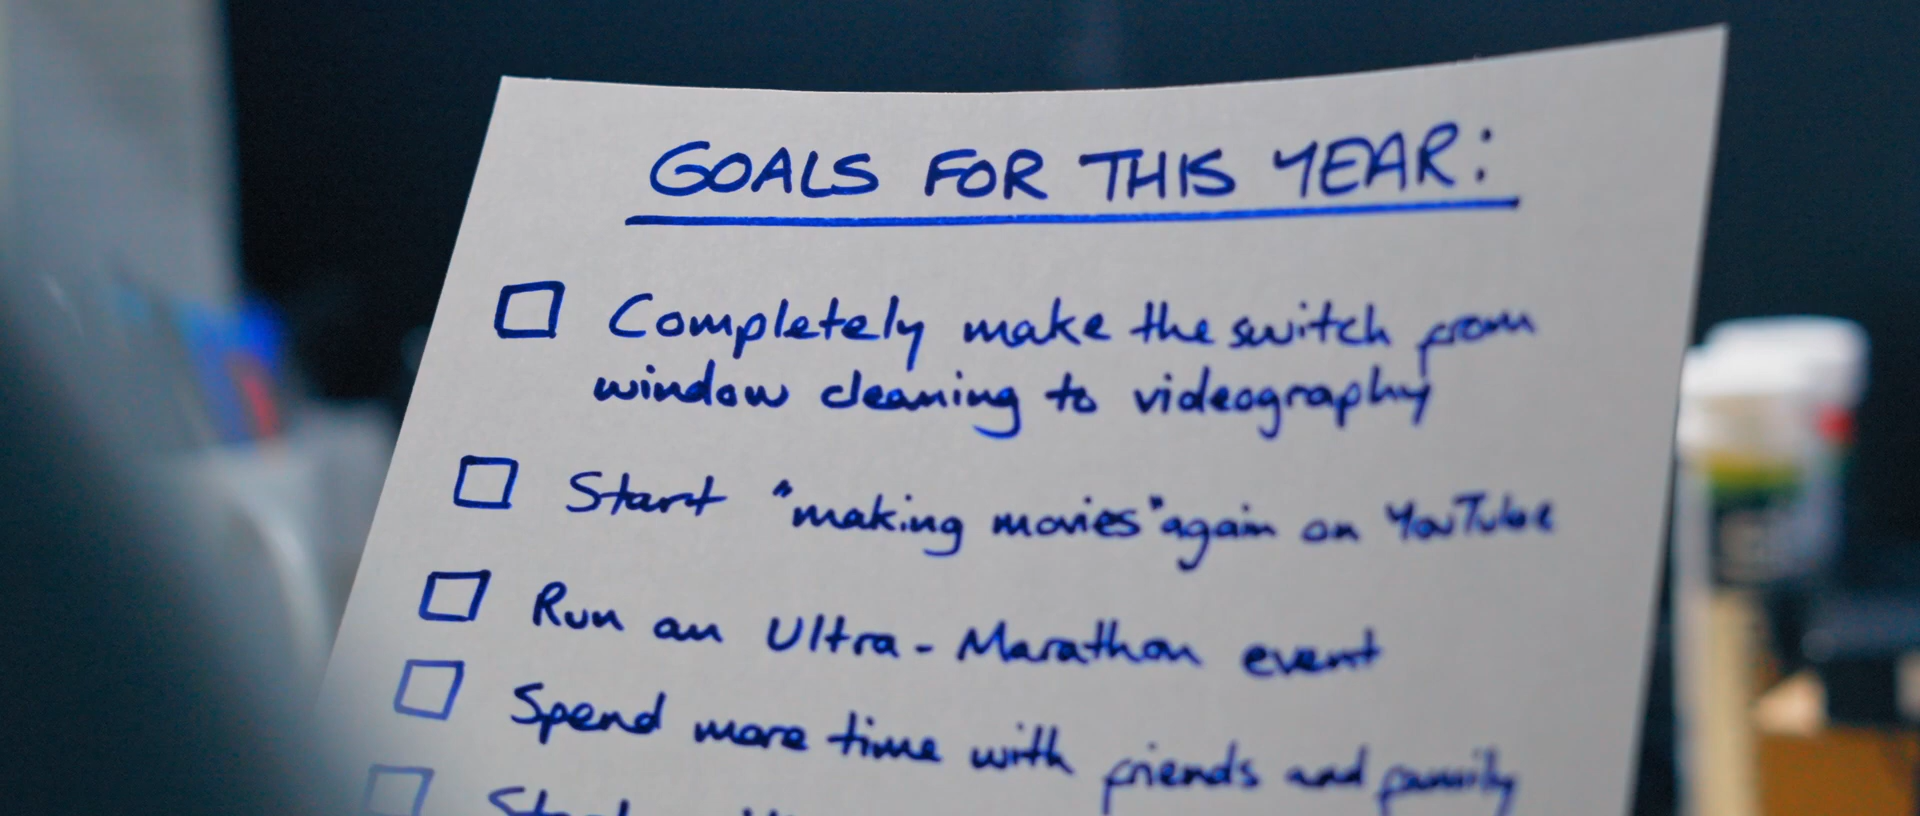 GOALS FOR THIS YEAR:
Completely make the switch from
window cleaning to videography
Start "making movies" again on YouTube
Run an Ultra-Marathon event
Spend more time with friends and family
Start